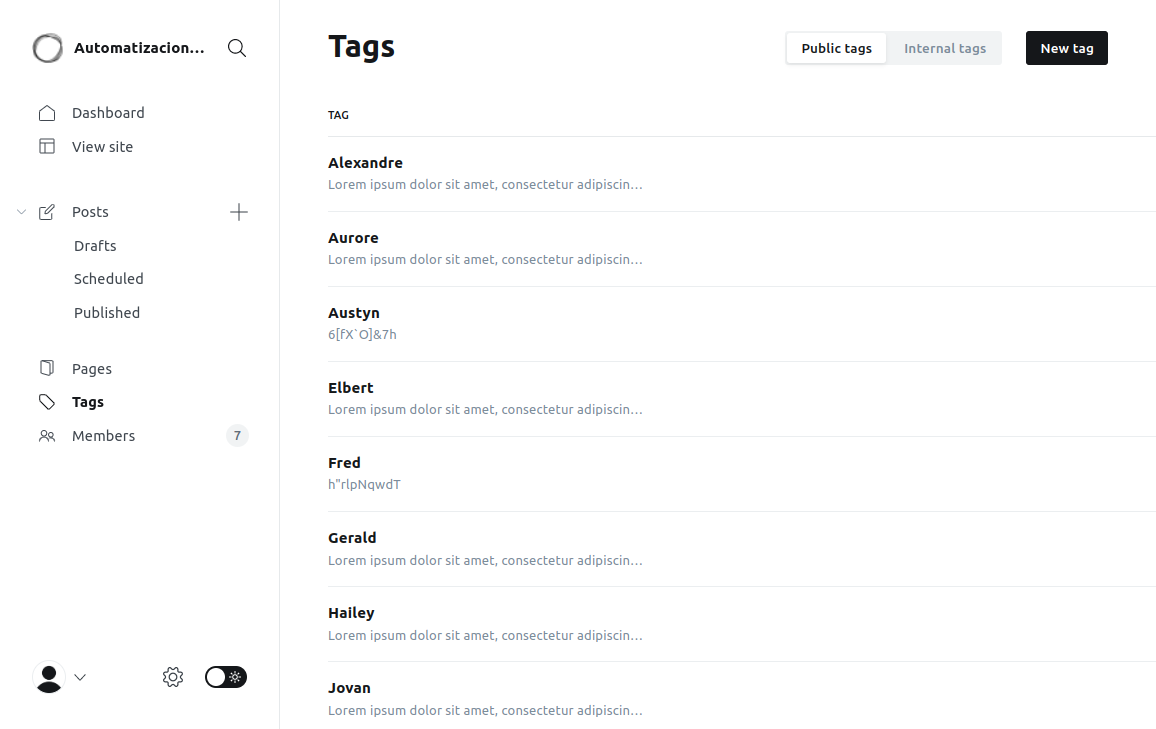 Automatizacion...
Dashboard
View site
Posts
Drafts
Scheduled
Published
Pages
Tags
Members
7
Tags
Public tags
Internal tags
New tag
TAG
Alexandre
Lorem ipsum dolor sit amet, consectetur adipiscin...
Aurore
Lorem ipsum dolor sit amet, consectetur adipiscin...
Austyn
6[fX`O]&7h
Elbert
Lorem ipsum dolor sit amet, consectetur adipiscin...
Fred
h"rlpNqwdT
Gerald
Lorem ipsum dolor sit amet, consectetur adipiscin...
Hailey
Lorem ipsum dolor sit amet, consectetur adipiscin...
Jovan
Lorem ipsum dolor sit amet, consectetur adipiscin...